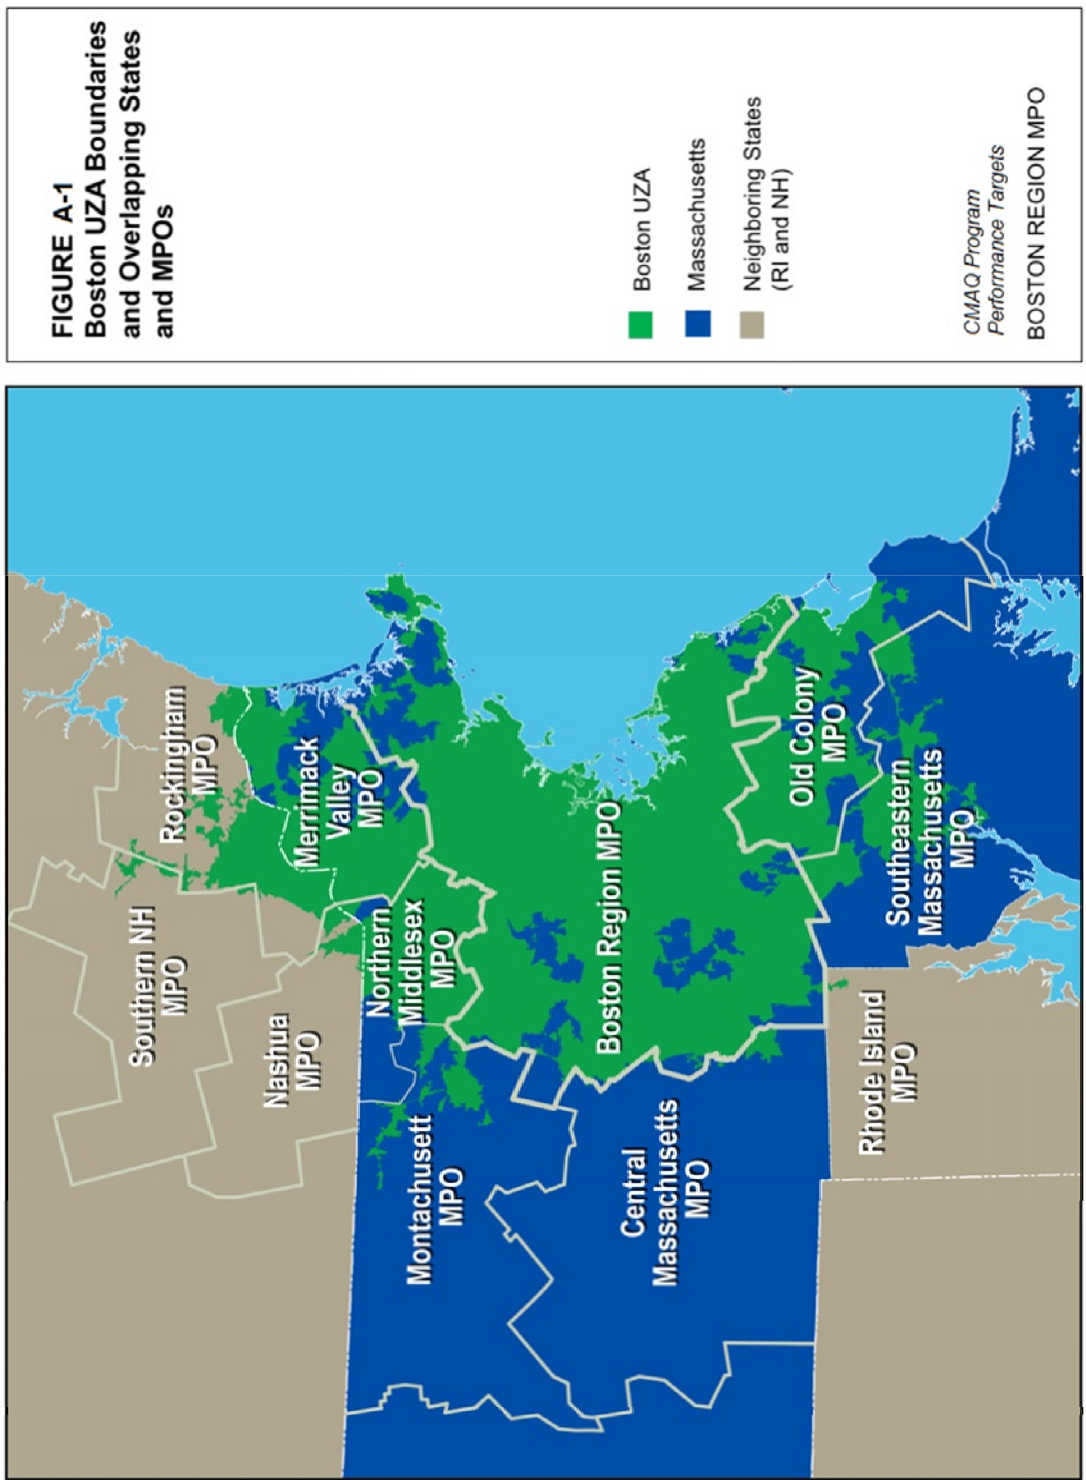 FIGURE A-1
Boston UZA Boundaries
and Overlapping States
and MPOs
Boston UZA
Massachusetts
Neighboring States
(RI and NH)
CMAQ Program
Performance Targets
BOSTON REGION MPO
Southern NH
MPO
Rockingham
MPO
Nashua
MPO
Merrimack
Valley
MPO
Northern
Middlesex
MPO
Montachusett
MPO
Boston Region MPO
Central
Massachusetts
MPO
Old Colony
MPO
Southeastern
Massachusetts
MPO
Rhode Island
MPO